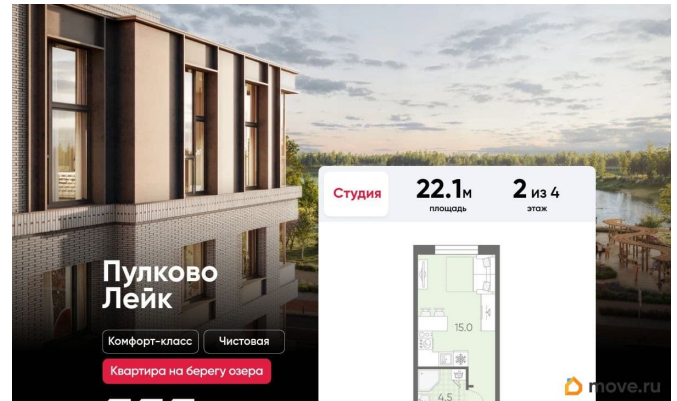 Студия
22.1м
площадь
2 из 4
этаж
Пулково
Лейк
Комфорт-класс
Чистовая
Квартира на берегу озера
15.0
4.5
move.ru